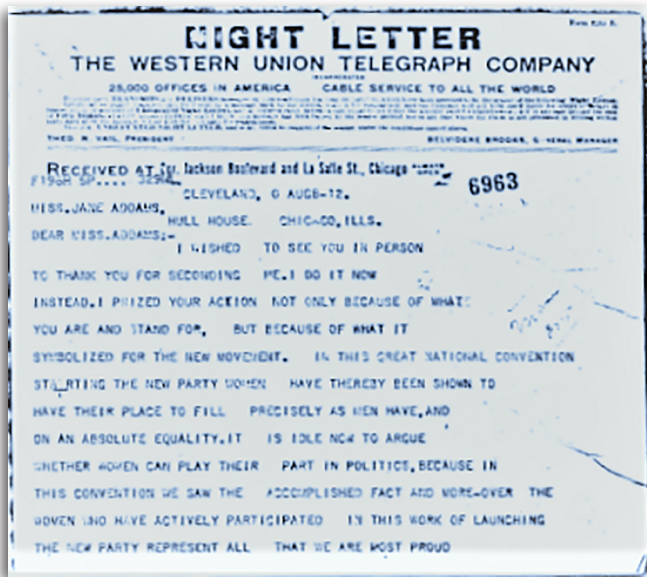 Form 2289 B.
NIGHT LETTER
THE WESTERN UNION TELEGRAPH COMPANY
INCORPORATED
25,000 OFFICES IN AMERICA CABLE SERVICE TO ALL THE WORLD
THEO. N. VAIL, PRESIDENT BELVIDERE BROOKS, GENERAL MANAGER
RECEIVED AT Cor. Jackson Boulevard and La Salle St., Chicago
6963
CLEVELAND, O AUG8-12.
MISS.JANE ADDAMS,
HULL HOUSE. CHICAGO,ILLS.
DEAR MISS.ADDAMS:-
I WISHED TO SEE YOU IN PERSON
TO THANK YOU FOR SECONDING ME.I DO IT NOW
INSTEAD.I PRIZED YOUR ACTION NOT ONLY BECAUSE OF WHAT
YOU ARE AND STAND FOR, BUT BECAUSE OF WHAT IT
SYMBOLIZED FOR THE NEW MOVEMENT. IN THIS GREAT NATIONAL CONVENTION
STARTING THE NEW PARTY WOMEN HAVE THEREBY BEEN SHOWN TO
HAVE THEIR PLACE TO FILL PRECISELY AS MEN HAVE,AND
ON AN ABSOLUTE EQUALITY.IT IS IDLE NOW TO ARGUE
WHETHER WOMEN CAN PLAY THEIR PART IN POLITICS,BECAUSE IN
THIS CONVENTION WE SAW THE ACCOMPLISHED FACT AND MORE-OVER THE
WOMEN WHO HAVE ACTIVELY PARTICIPATED IN THIS WORK OF LAUNCHING
THE NEW PARTY REPRESENT ALL THAT WE ARE MOST PROUD